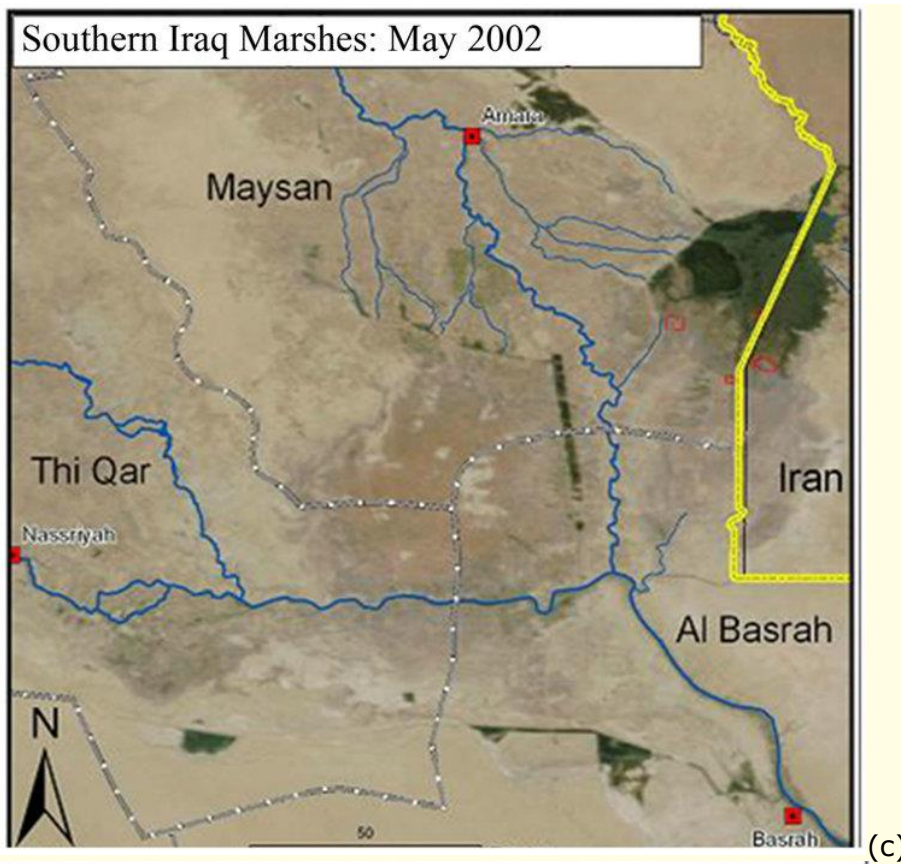 Southern Iraq Marshes: May 2002
Amara
Maysan
Thi Qar
Iran
Nassriyah
Al Basrah
N
50
Basrah
(c)